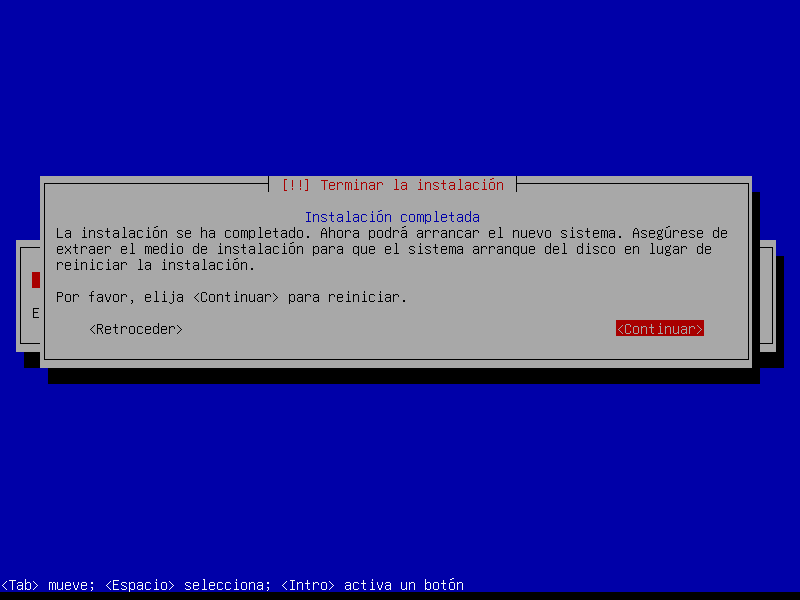 [!!] Terminar la instalación
Instalación completada
La instalación se ha completado. Ahora podrá arrancar el nuevo sistema. Asegúrese de
extraer el medio de instalación para que el sistema arranque del disco en lugar de
reiniciar la instalación.
E
Por favor, elija <Continuar> para reiniciar.
<Retroceder> <Continuar>
<Tab> mueve; <Espacio> selecciona; <Intro> activa un botón